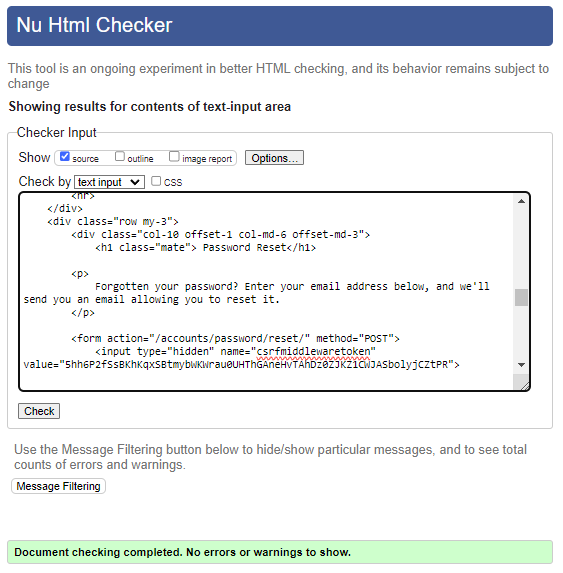 Nu Html Checker
This tool is an ongoing experiment in better HTML checking, and its behavior remains subject to
change
Showing results for contents of text-input area
Checker Input
Show source outline image report Options...
Check by text input CSS
<hr>
</div>
<div class="row my-3">
<div class="col-10 offset-1 col-md-6 offset-md-3">
<h1 class="mate"> Password Reset</h1>
<p>
Forgotten your password? Enter your email address below, and we'll
send you an email allowing you to reset it.
</p>
<form action="/accounts/password/reset/" method="POST">
<input type="hidden" name="csrfmiddlewaretoken"
Check
Use the Message Filtering button below to hide/show particular messages, and to see total
counts of errors and warnings.
Message Filtering
Document checking completed. No errors or warnings to show.